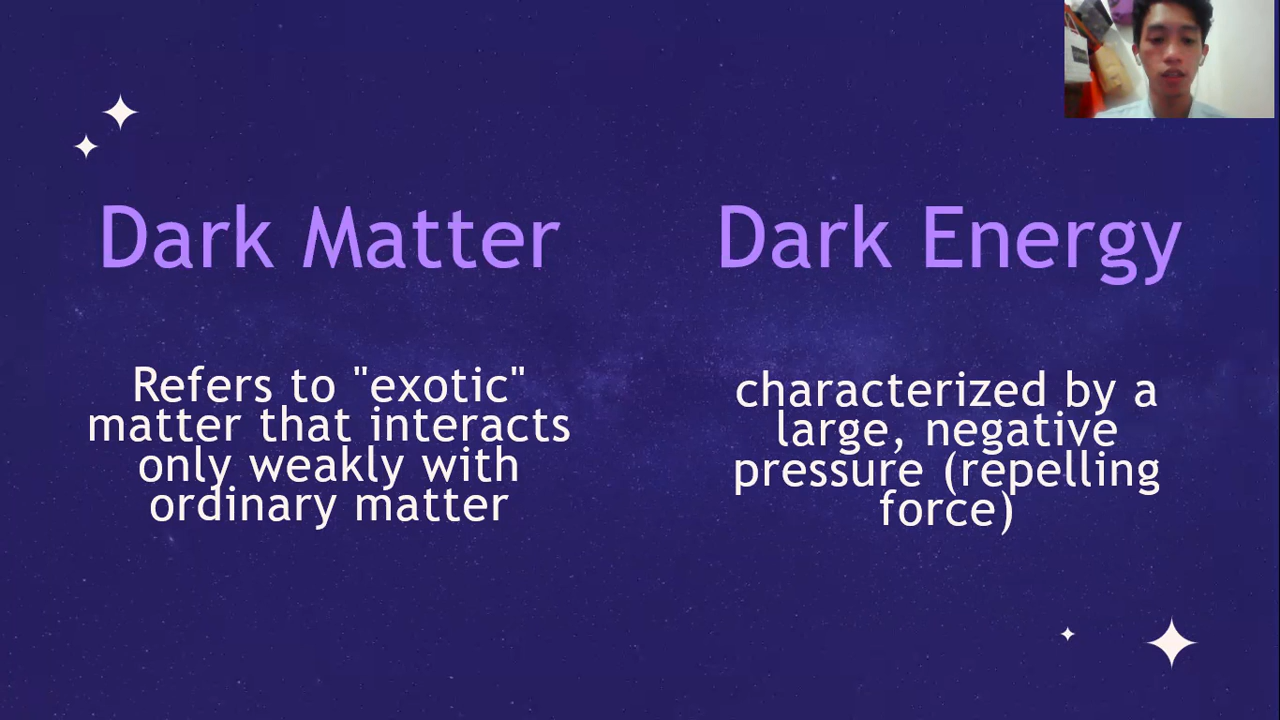 Dark Matter
Refers to "exotic"
matter that interacts
only weakly with
ordinary matter
Dark Energy
characterized by a
large, negative
pressure (repelling
force)